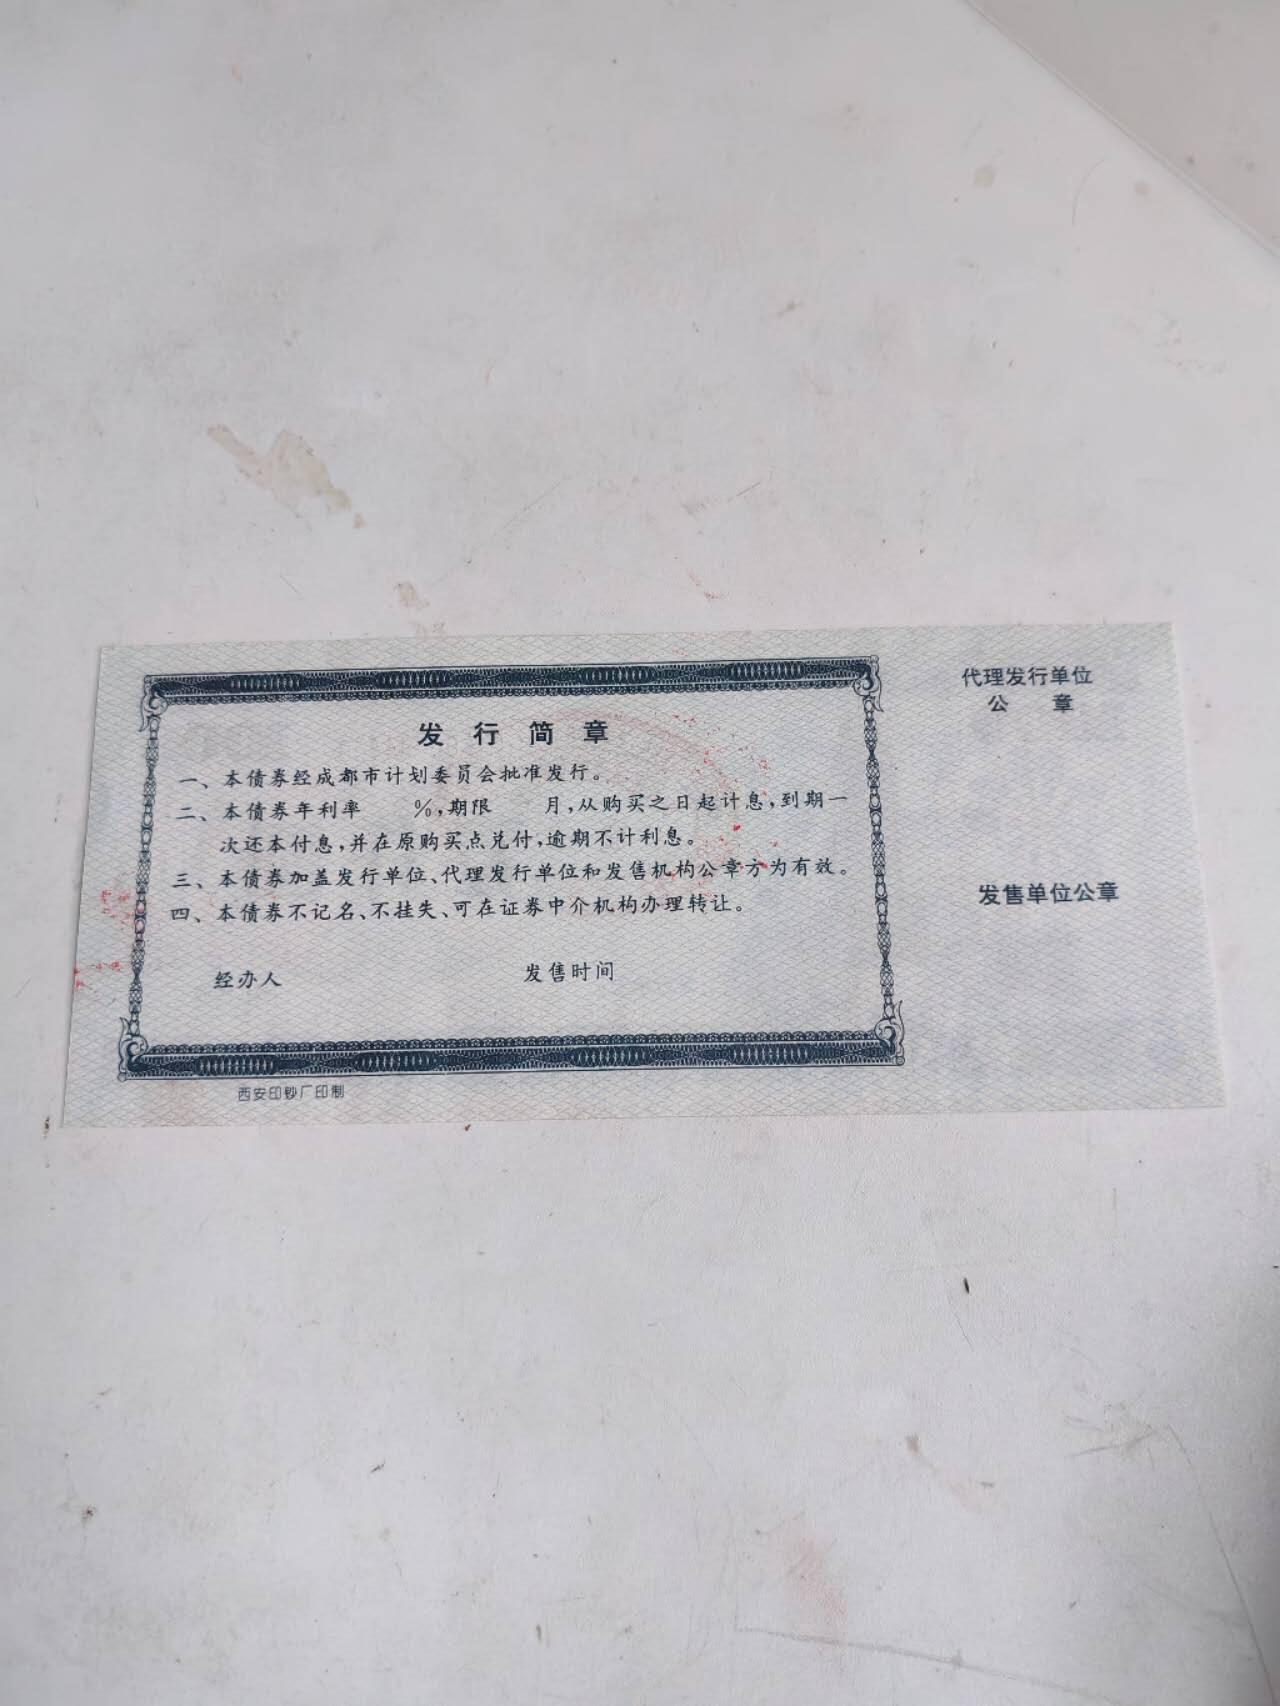 发行简章
一、本债券经成都市计划委员会批准发行。
二、本债券年利率 %,期限 月,从购买之日起计息,到期一
次还本付息,并在原购买点兑付,逾期不计利息。
三、本债券加盖发行单位、代理发行单位和发售机构公章方为有效。
四、本债券不记名、不挂失、可在证券中介机构办理转让。
经办人 发售时间
西安印钞厂印制
代理发行单位
公 章
发售单位公章